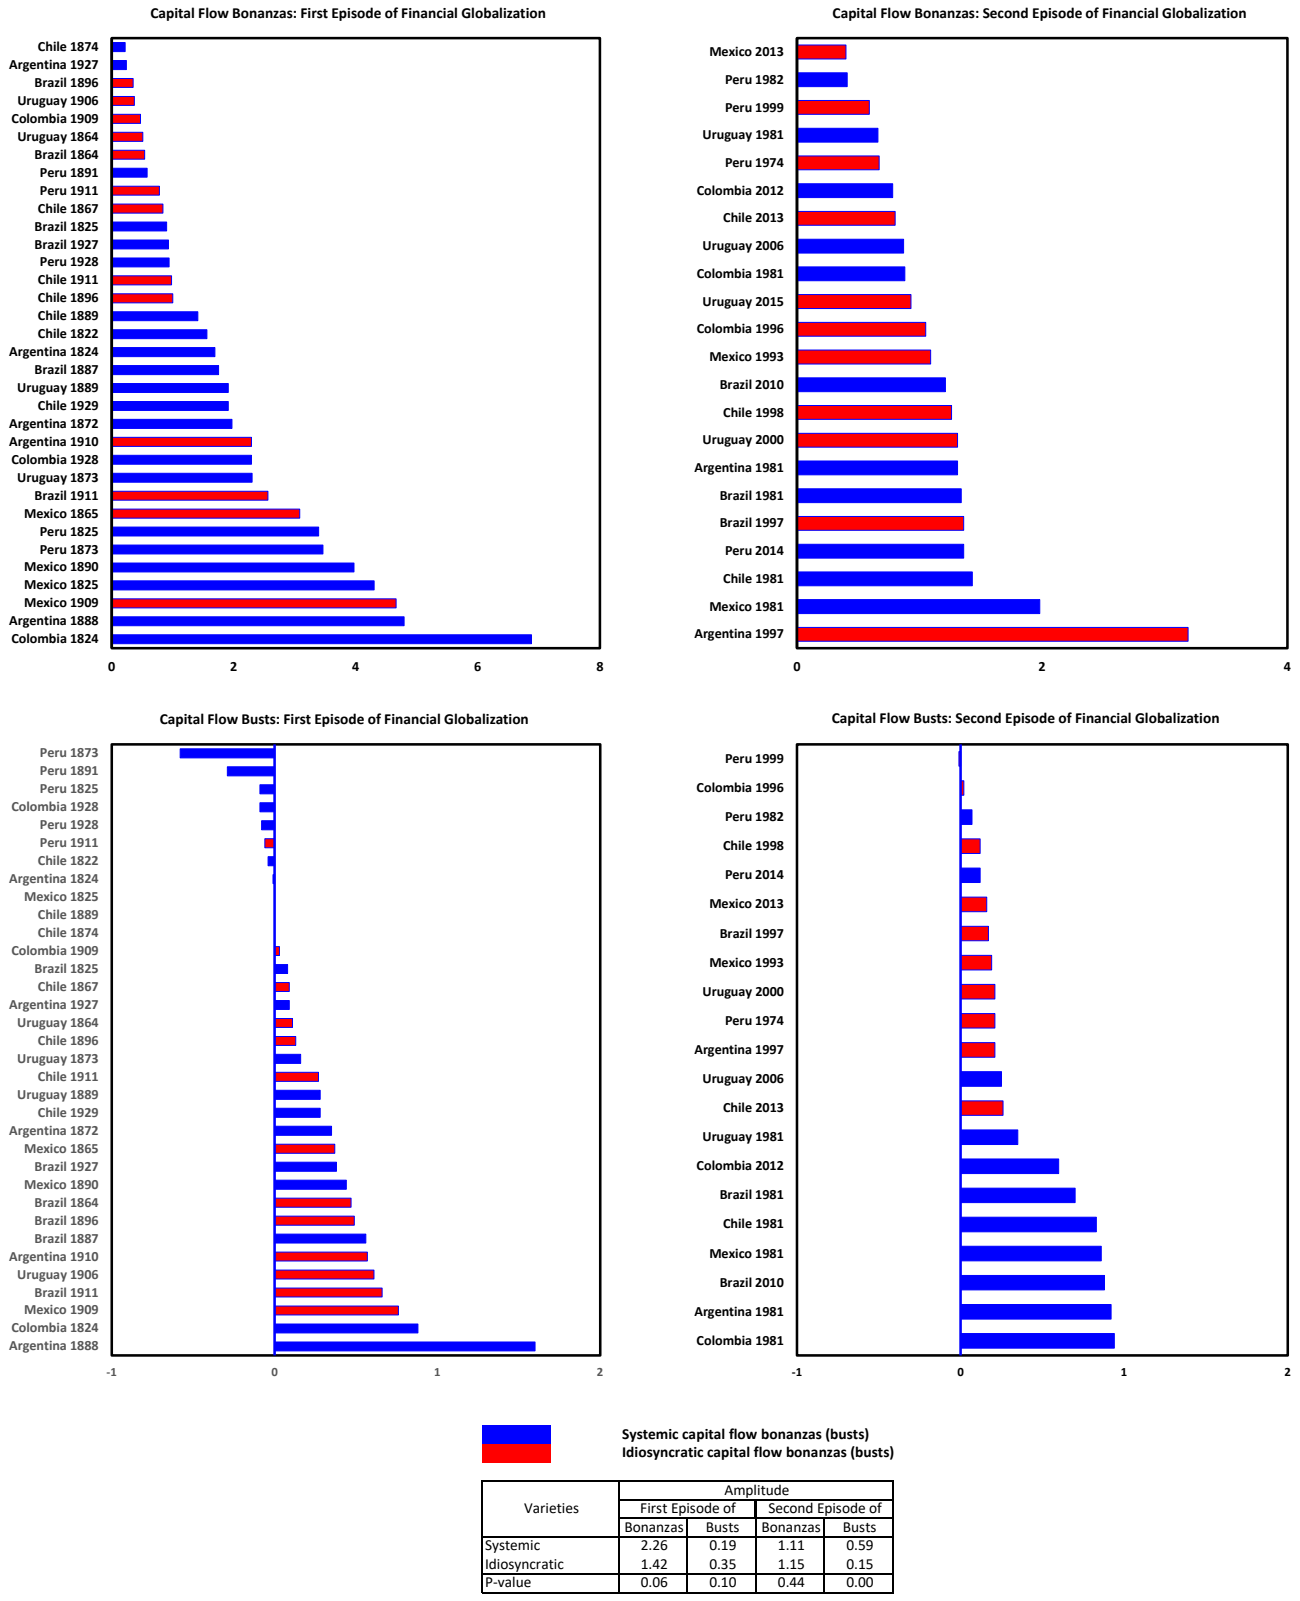 Capital Flow Bonanzas: First Episode of Financial Globalization
Chile 1874
Argentina 1927
Brazil 1896
Uruguay 1906
Colombia 1909
Uruguay 1864
Brazil 1864
Peru 1891
Peru 1911
Chile 1867
Brazil 1825
Brazil 1927
Peru 1928
Chile 1911
Chile 1896
Chile 1889
Chile 1822
Argentina 1824
Brazil 1887
Uruguay 1889
Chile 1929
Argentina 1872
Argentina 1910
Colombia 1928
Uruguay 1873
Brazil 1911
Mexico 1865
Peru 1825
Peru 1873
Mexico 1890
Mexico 1825
Mexico 1909
Argentina 1888
Colombia 1824
0 2 4 6 8
Capital Flow Bonanzas: Second Episode of Financial Globalization
Mexico 2013
Peru 1982
Peru 1999
Uruguay 1981
Peru 1974
Colombia 2012
Chile 2013
Uruguay 2006
Colombia 1981
Uruguay 2015
Colombia 1996
Mexico 1993
Brazil 2010
Chile 1998
Uruguay 2000
Argentina 1981
Brazil 1981
Brazil 1997
Peru 2014
Chile 1981
Mexico 1981
Argentina 1997
0 2 4
Capital Flow Busts: First Episode of Financial Globalization
Peru 1873
Peru 1891
Peru 1825
Colombia 1928
Peru 1928
Peru 1911
Chile 1822
Argentina 1824
Mexico 1825
Chile 1889
Chile 1874
Colombia 1909
Brazil 1825
Chile 1867
Argentina 1927
Uruguay 1864
Chile 1896
Uruguay 1873
Chile 1911
Uruguay 1889
Chile 1929
Argentina 1872
Mexico 1865
Brazil 1927
Mexico 1890
Brazil 1864
Brazil 1896
Brazil 1887
Argentina 1910
Uruguay 1906
Brazil 1911
Mexico 1909
Colombia 1824
Argentina 1888
-1 0 1 2
Capital Flow Busts: Second Episode of Financial Globalization
Peru 1999
Colombia 1996
Peru 1982
Chile 1998
Peru 2014
Mexico 2013
Brazil 1997
Mexico 1993
Uruguay 2000
Peru 1974
Argentina 1997
Uruguay 2006
Chile 2013
Uruguay 1981
Colombia 2012
Brazil 1981
Chile 1981
Mexico 1981
Brazil 2010
Argentina 1981
Colombia 1981
-1 0 1 2
Systemic capital flow bonanzas (busts)
Idiosyncratic capital flow bonanzas (busts)
Varieties Amplitude
First Episode of Second Episode of
Bonanzas Busts Bonanzas Busts
Systemic 2.26 0.19 1.11 0.59
Idiosyncratic 1.42 0.35 1.15 0.15
P-value 0.06 0.10 0.44 0.00